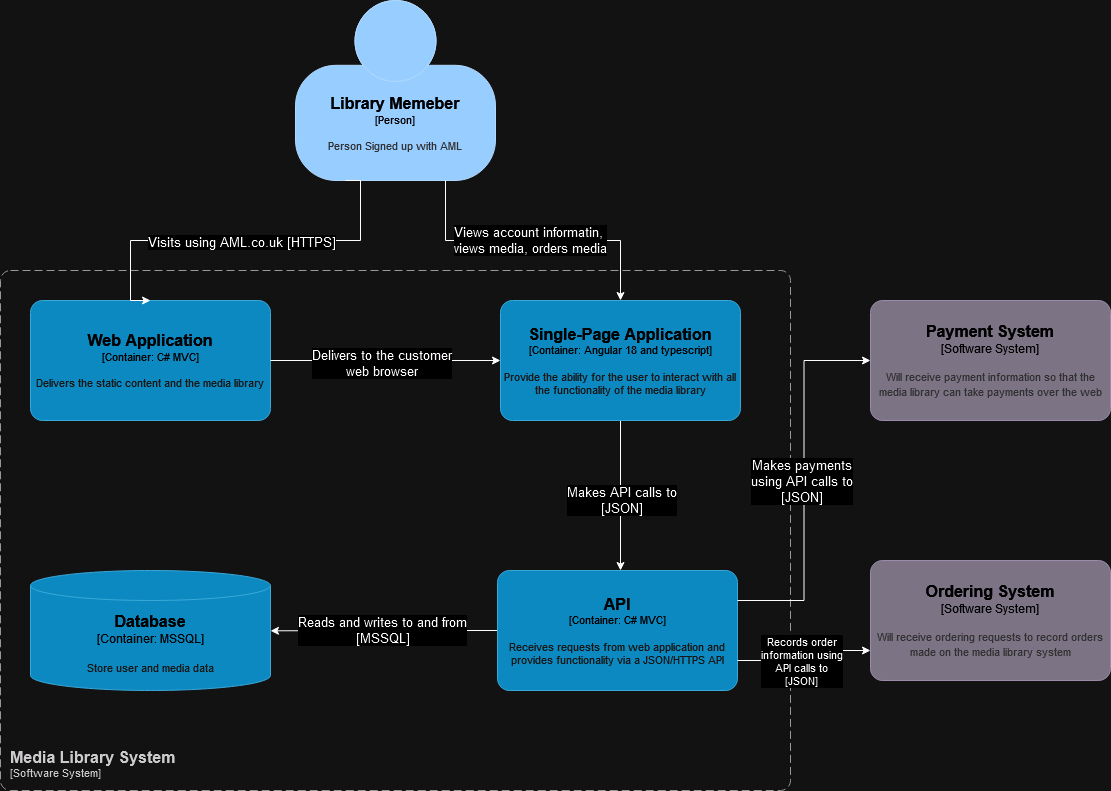 Library Memeber
[Person]
Person Signed up with AML
Visits using AML.co.uk [HTTPS]
Views account informatin,
views media, orders media
Web Application
[Container: C# MVC]
Delivers the static content and the media library
Delivers to the customer
web browser
Single-Page Application
[Container: Angular 18 and typescript]
Provide the ability for the user to interact with all
the functionality of the media library
Payment System
[Software System]
Will receive payment information so that the
media library can take payments over the web
Makes API calls to
[JSON]
Makes payments
using API calls to
[JSON]
Database
[Container: MSSQL]
Store user and media data
Reads and writes to and from
[MSSQL]
API
[Container: C# MVC]
Receives requests from web application and
provides functionality via a JSON/HTTPS API
Records order
information using
API calls to
[JSON]
Ordering System
[Software System]
Will receive ordering requests to record orders
made on the media library system
Media Library System
[Software System]